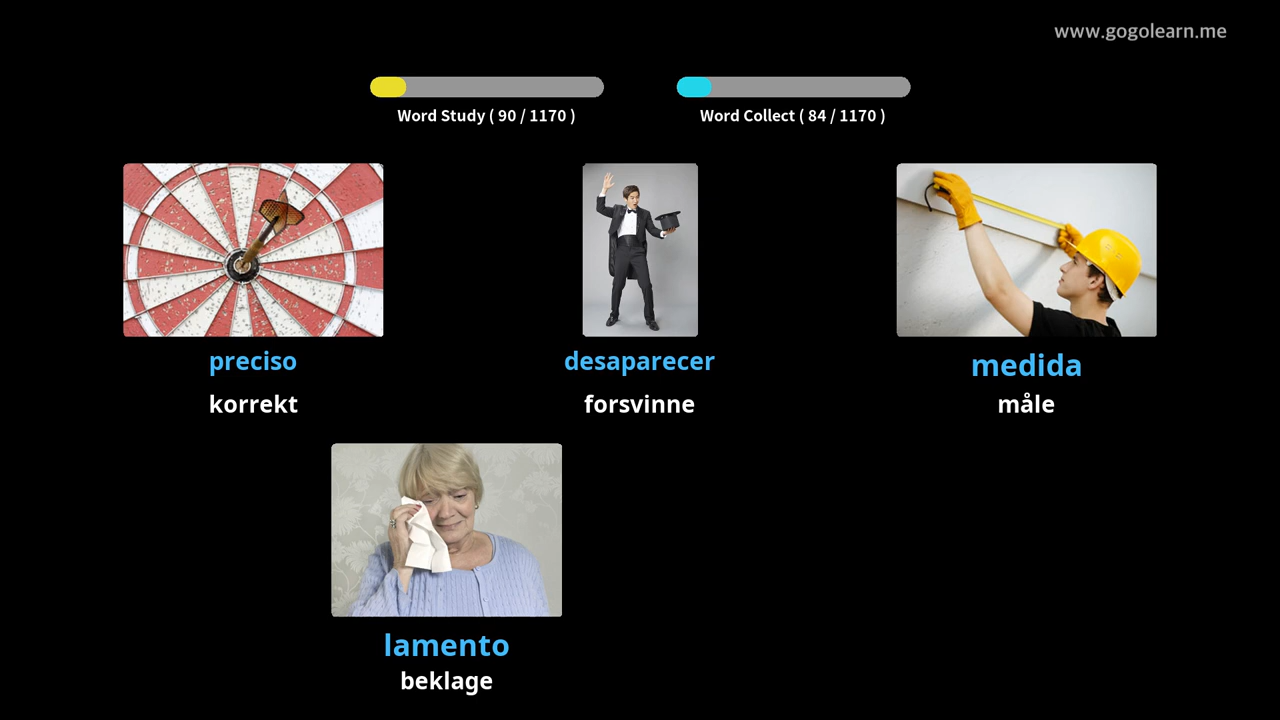 www.gogolearn.me
Word Study ( 90 / 1170 )
Word Collect ( 84 / 1170 )
preciso
korrekt
desaparecer
forsvinne
medida
måle
lamento
beklage